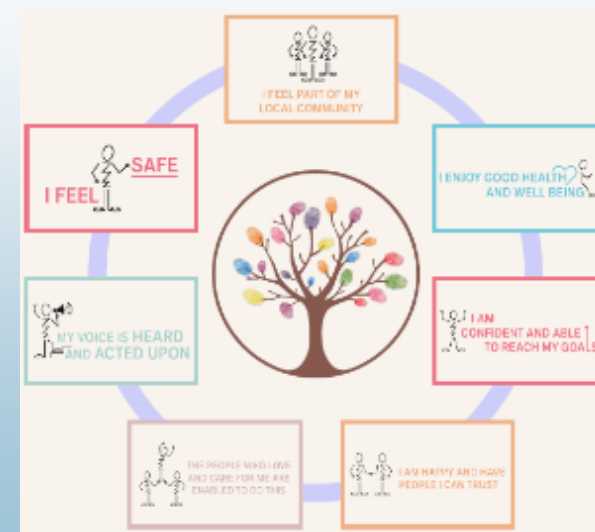 I FEEL PART OF MY
LOCAL COMMUNITY
I ENJOY GOOD HEALTH
AND WELL BEING
I AM
CONFIDENT AND ABLE
TO REACH MY GOALS
I AM HAPPY AND HAVE
PEOPLE I CAN TRUST
THE PEOPLE WHO LOVE
AND CARE FOR ME ARE
ENABLED TO DO THIS
MY VOICE IS HEARD
AND ACTED UPON
I FEEL SAFE